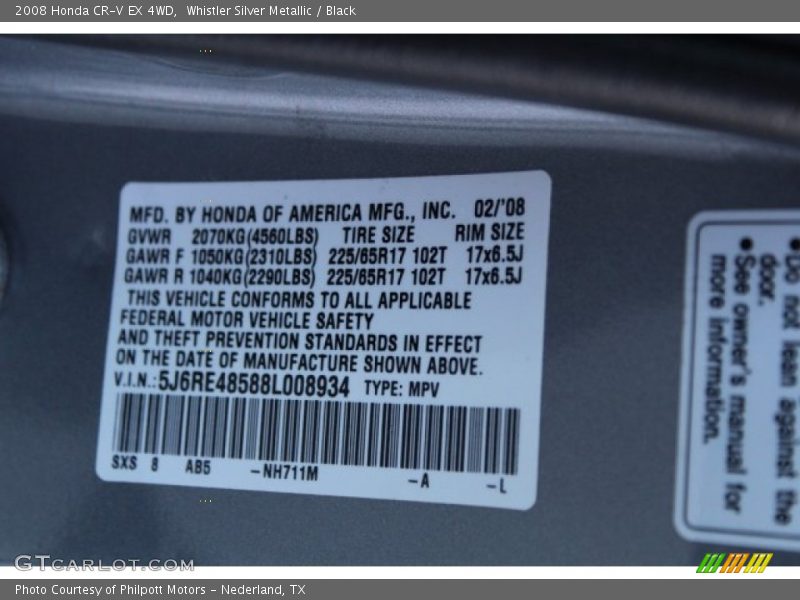 2008 Honda CR-V EX 4WD, Whistler Silver Metallic / Black
MFD. BY HONDA OF AMERICA MFG., INC. 02/'08
GVWR 2070KG(4560LBS) TIRE SIZE RIM SIZE
GAWR F 1050KG(2310LBS) 225/65R17 102T 17x6.5J
GAWR R 1040KG(2290LBS) 225/65R17 102T 17x6.5J
THIS VEHICLE CONFORMS TO ALL APPLICABLE
FEDERAL MOTOR VEHICLE SAFETY
AND THEFT PREVENTION STANDARDS IN EFFECT
ON THE DATE OF MANUFACTURE SHOWN ABOVE.
V.I.N.: 5J6RE48588L008934 TYPE: MPV
SXS 8 AB5 -NH711M -A -L
● Do not lean against the
door.
● See owner's manual for
more information.
GTCARLOT.COM
Photo Courtesy of Philpott Motors - Nederland, TX